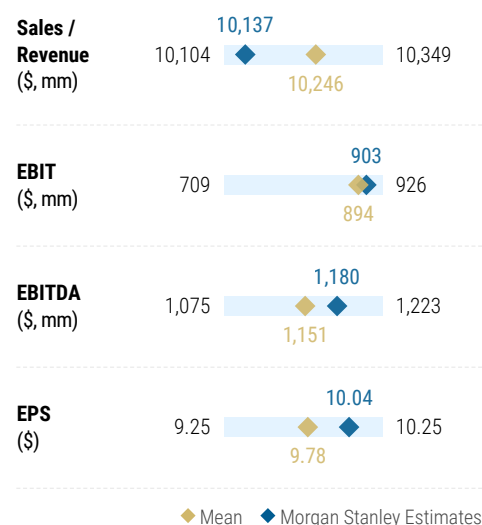 Sales /
Revenue
($, mm)
10,137
10,104
10,349
10,246
EBIT
($, mm)
903
709
926
894
EBITDA
($, mm)
1,180
1,075
1,223
1,151
EPS
($)
10.04
9.25
10.25
9.78
Mean Morgan Stanley Estimates